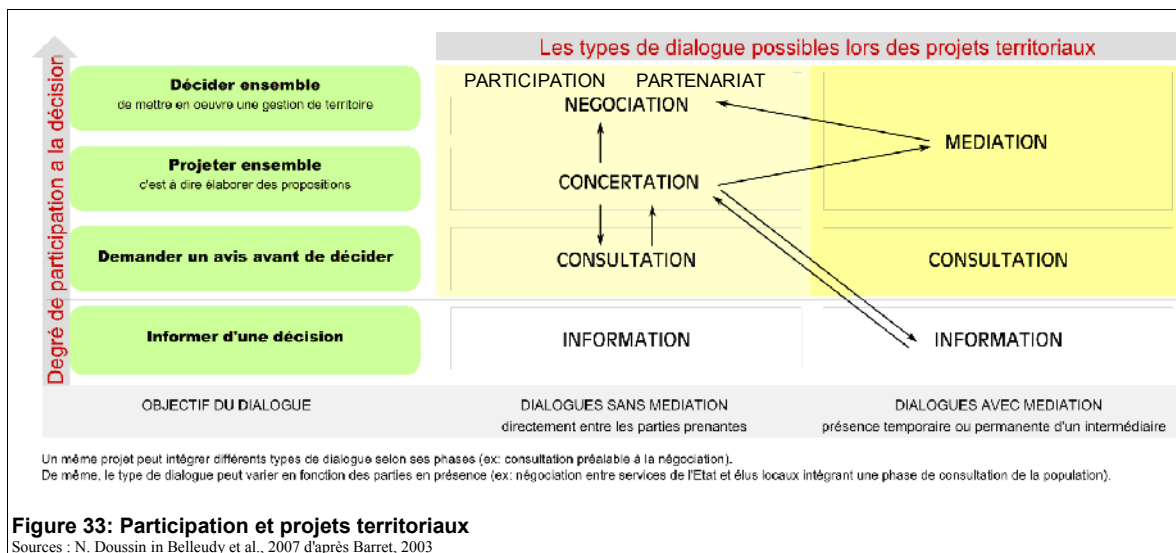 Les types de dialogue possibles lors des projets territoriaux
Degré de participation a la décision
Décider ensemble
de mettre en oeuvre une gestion de territoire
PARTICIPATION PARTENARIAT
NEGOCIATION
MEDIATION
Projeter ensemble
c'est à dire élaborer des propositions
CONCERTATION
Demander un avis avant de décider
CONSULTATION
CONSULTATION
Informer d'une décision
INFORMATION
INFORMATION
OBJECTIF DU DIALOGUE
DIALOGUES SANS MEDIATION
directement entre les parties prenantes
DIALOGUES AVEC MEDIATION
présence temporaire ou permanente d'un intermédiaire
Un même projet peut intégrer différents types de dialogue selon ses phases (ex: consultation préalable à la négociation).
De même, le type de dialogue peut varier en fonction des parties en présence (ex: négociation entre services de l'Etat et élus locaux intégrant une phase de consultation de la population).
Figure 33: Participation et projets territoriaux
Sources : N. Doussin in Belleudy et al., 2007 d'après Barret, 2003